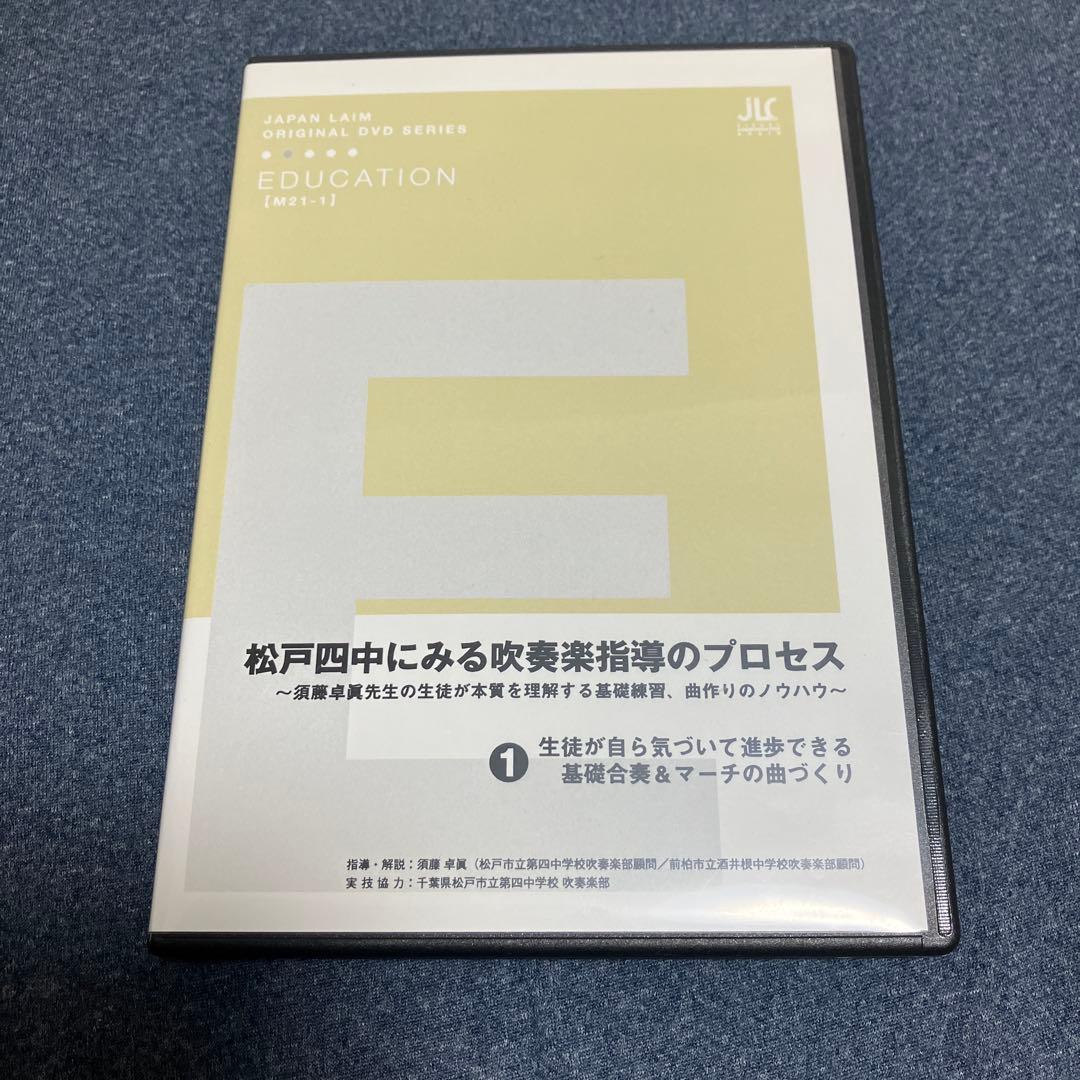 JAPAN LAIM
ORIGINAL DVD SERIES
EDUCATION
[M21-1]
JLC
松戸四中にみる吹奏楽指導のプロセス
～須藤卓眞先生の生徒が本質を理解する基礎練習、曲作りのノウハウ～
1 生徒が自ら気づいて進歩できる
基礎合奏＆マーチの曲づくり
指導・解説：須藤 卓眞（松戸市立第四中学校吹奏楽部顧問／前柏市立酒井根中学校吹奏楽部顧問）
実技協力：千葉県松戸市立第四中学校 吹奏楽部